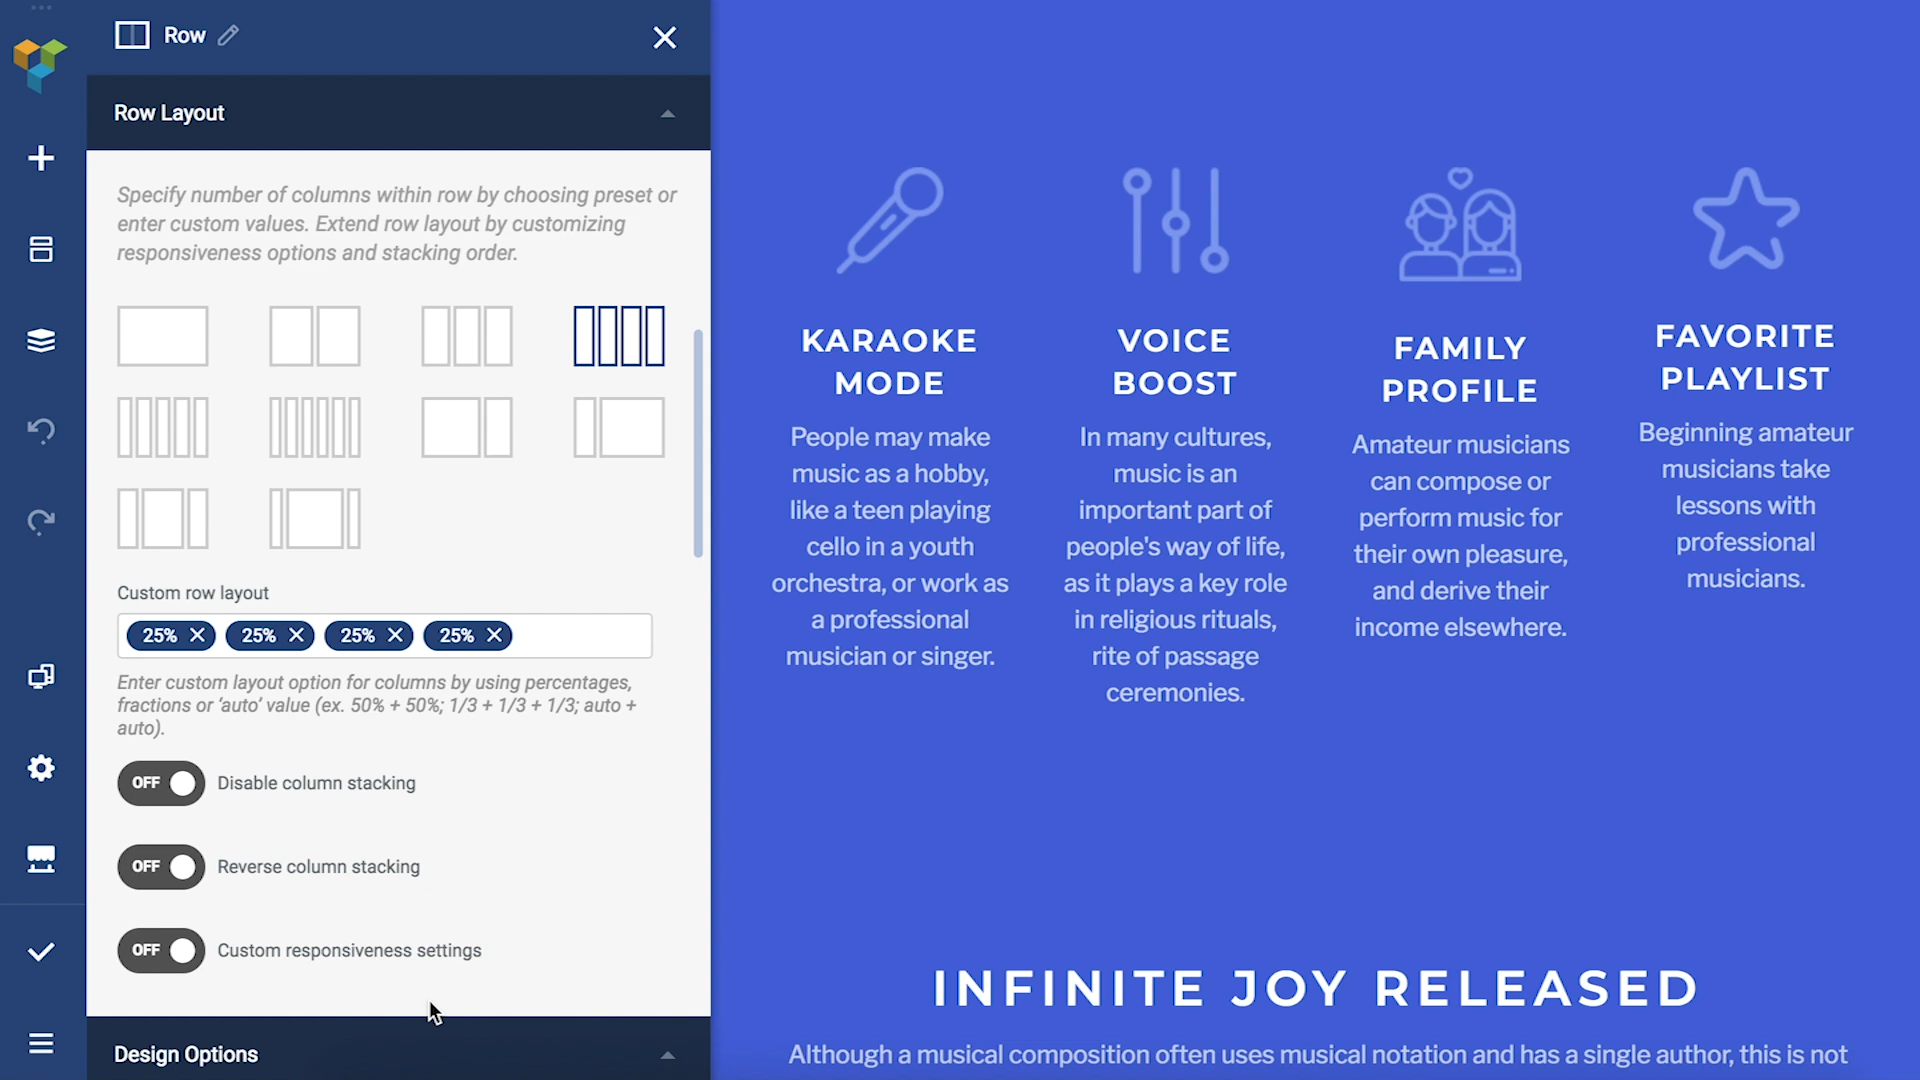 Row
Row Layout
Specify number of columns within row by choosing preset or
enter custom values. Extend row layout by customizing
responsiveness options and stacking order.
Custom row layout
25% 25% 25% 25%
Enter custom layout option for columns by using percentages,
fractions or ‘auto’ value (ex. 50% + 50%; 1/3 + 1/3 + 1/3; auto +
auto).
OFF Disable column stacking
OFF Reverse column stacking
OFF Custom responsiveness settings
Design Options
KARAOKE
MODE
People may make
music as a hobby,
like a teen playing
cello in a youth
orchestra, or work as
a professional
musician or singer.
VOICE
BOOST
In many cultures,
music is an
important part of
people's way of life,
as it plays a key role
in religious rituals,
rite of passage
ceremonies.
FAMILY
PROFILE
Amateur musicians
can compose or
perform music for
their own pleasure,
and derive their
income elsewhere.
FAVORITE
PLAYLIST
Beginning amateur
musicians take
lessons with
professional
musicians.
INFINITE JOY RELEASED
Although a musical composition often uses musical notation and has a single author, this is not